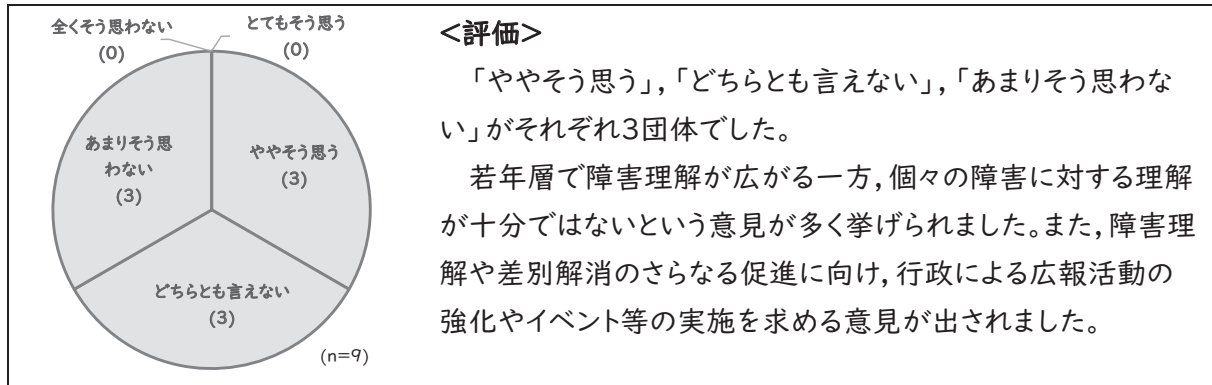 全くそう思わない
(0)
とてもそう思う
(0)
あまりそう思
わない
(3)
ややそう思う
(3)
どちらとも言えない
(3)
(n=9)
<評価>
「ややそう思う」,「どちらとも言えない」,「あまりそう思わな
い」がそれぞれ3団体でした。
若年層で障害理解が広がる一方,個々の障害に対する理解
が十分ではないという意見が多く挙げられました。また,障害理
解や差別解消のさらなる促進に向け,行政による広報活動の
強化やイベント等の実施を求める意見が出されました。